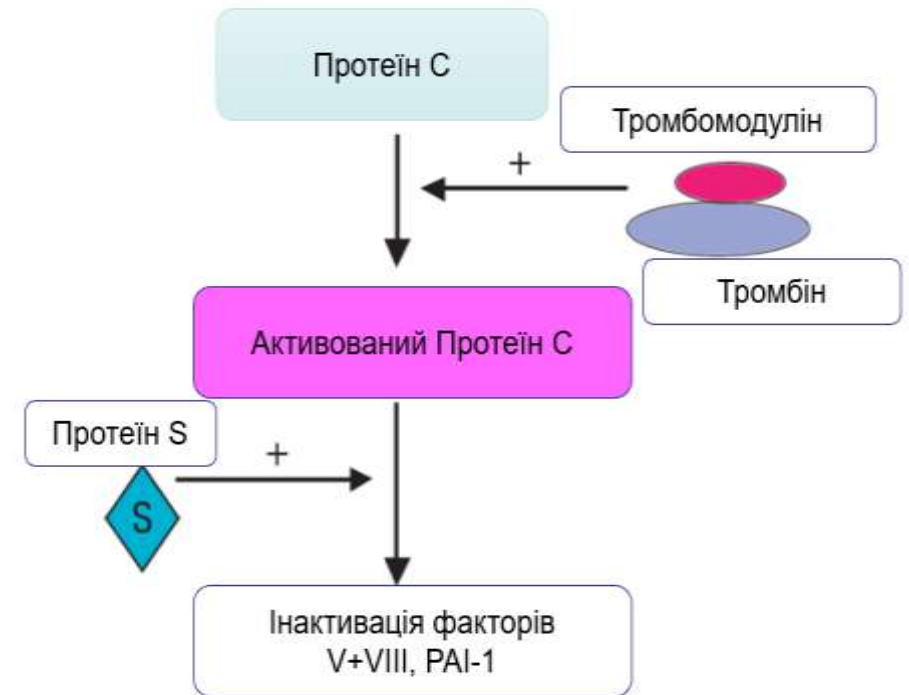 Протеїн С
Тромбомодулін
+
Тромбін
Активований Протеїн С
Протеїн S
+
S
Інактивація факторів
V+VIII, PAI-1